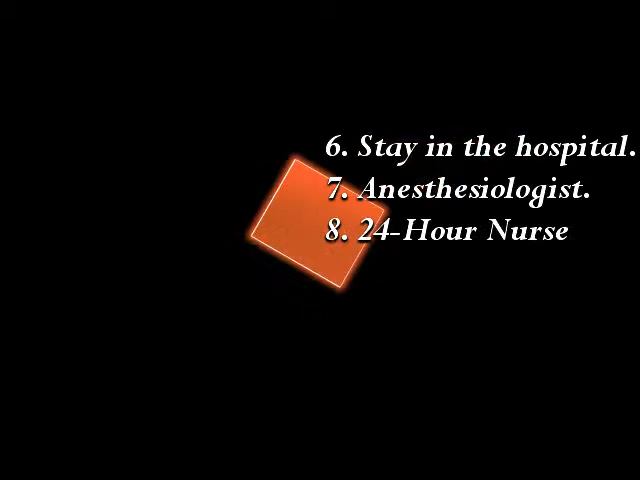 6. Stay in the hospital.
7. Anesthesiologist.
8. 24-Hour Nurse